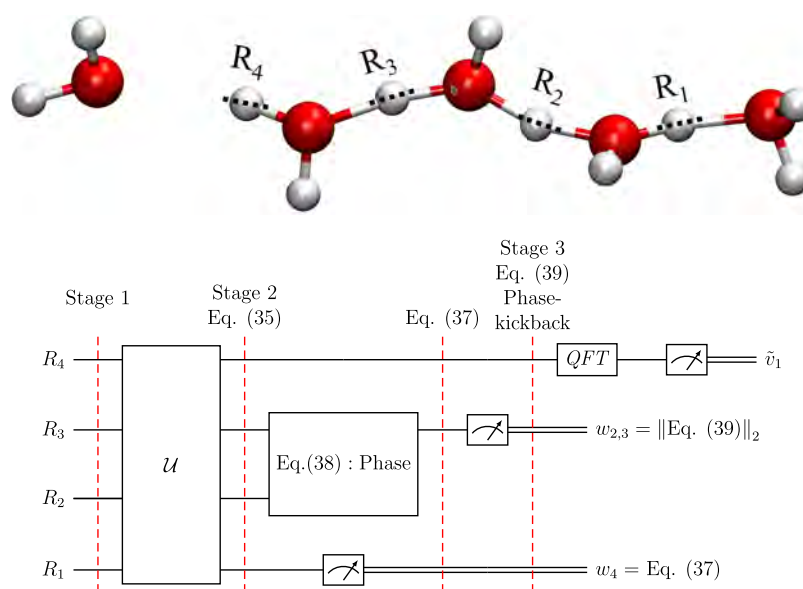 R₄
R₃
R₂
R₁
Stage 1
Stage 2
Eq. (35)
Eq. (37)
Stage 3
Eq. (39)
Phase-
kickback
R₄
QFT
ṽ₁
R₃
w₂,₃ = ‖Eq. (39)‖₂
𝒰
Eq.(38) : Phase
R₂
R₁
w₄ = Eq. (37)